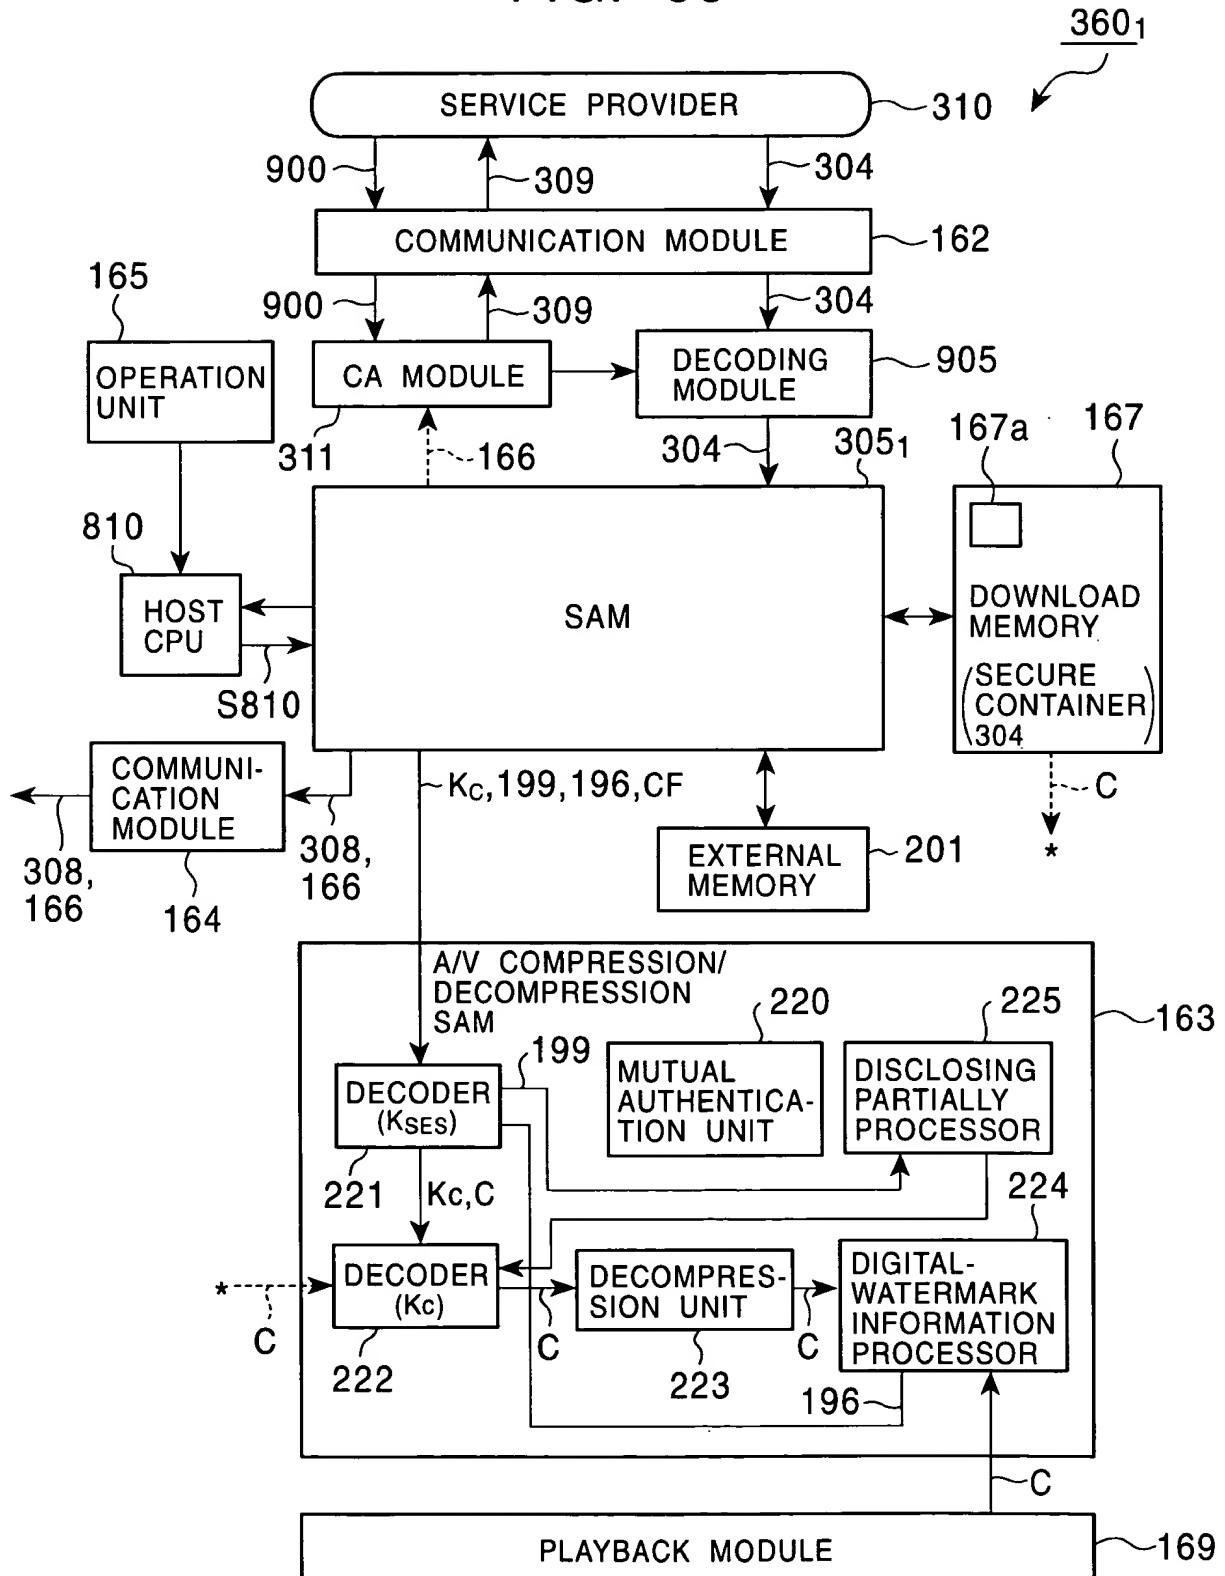 360₁
SERVICE PROVIDER
310
900
309
304
COMMUNICATION MODULE
162
165
900
309
304
OPERATION
UNIT
CA MODULE
DECODING
MODULE
905
311
166
304
305₁
167a
167
810
HOST
CPU
S810
SAM
DOWNLOAD
MEMORY
(SECURE
CONTAINER)
304
COMMUNI-
CATION
MODULE
308,
166
164
308,
166
KC,199,196,CF
EXTERNAL
MEMORY
201
C
*
A/V COMPRESSION/
DECOMPRESSION
SAM
163
199
220
225
DECODER
(KSES)
221
MUTUAL
AUTHENTICA-
TION UNIT
DISCLOSING
PARTIALLY
PROCESSOR
Kc,C
224
*
C
DECODER
(Kc)
222
C
DECOMPRES-
SION UNIT
223
C
DIGITAL-
WATERMARK
INFORMATION
PROCESSOR
196
C
PLAYBACK MODULE
169